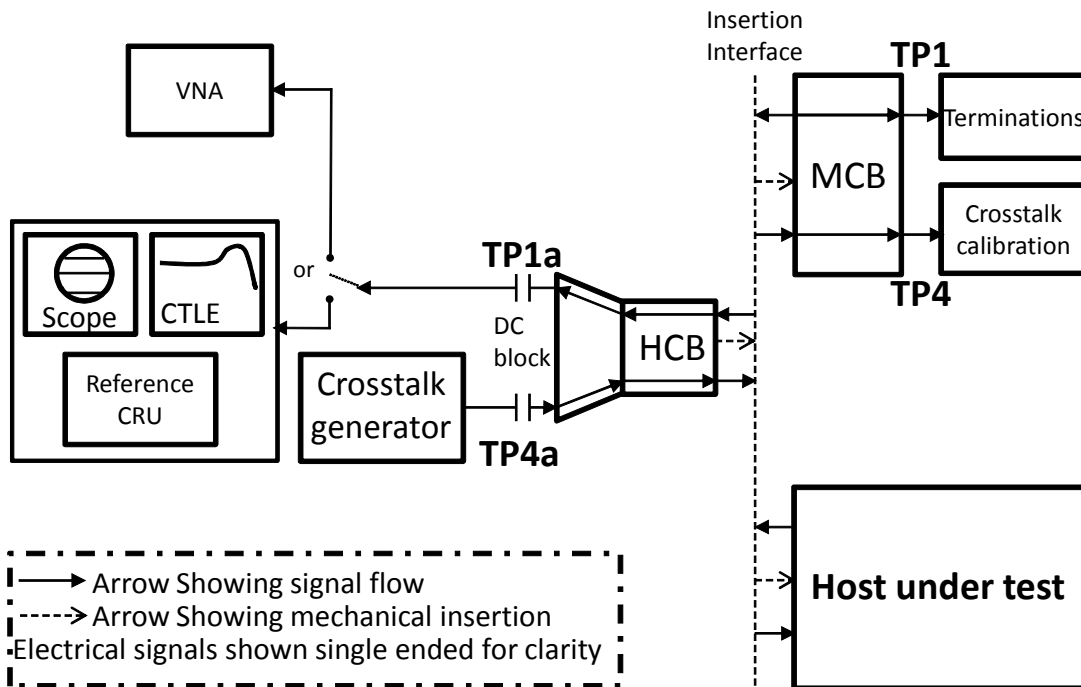 Insertion
Interface
TP1
VNA
Terminations
MCB
Crosstalk
calibration
TP4
or
TP1a
Scope
CTLE
DC
block
HCB
Reference
CRU
Crosstalk
generator
TP4a
Arrow Showing signal flow
Arrow Showing mechanical insertion
Electrical signals shown single ended for clarity
Host under test